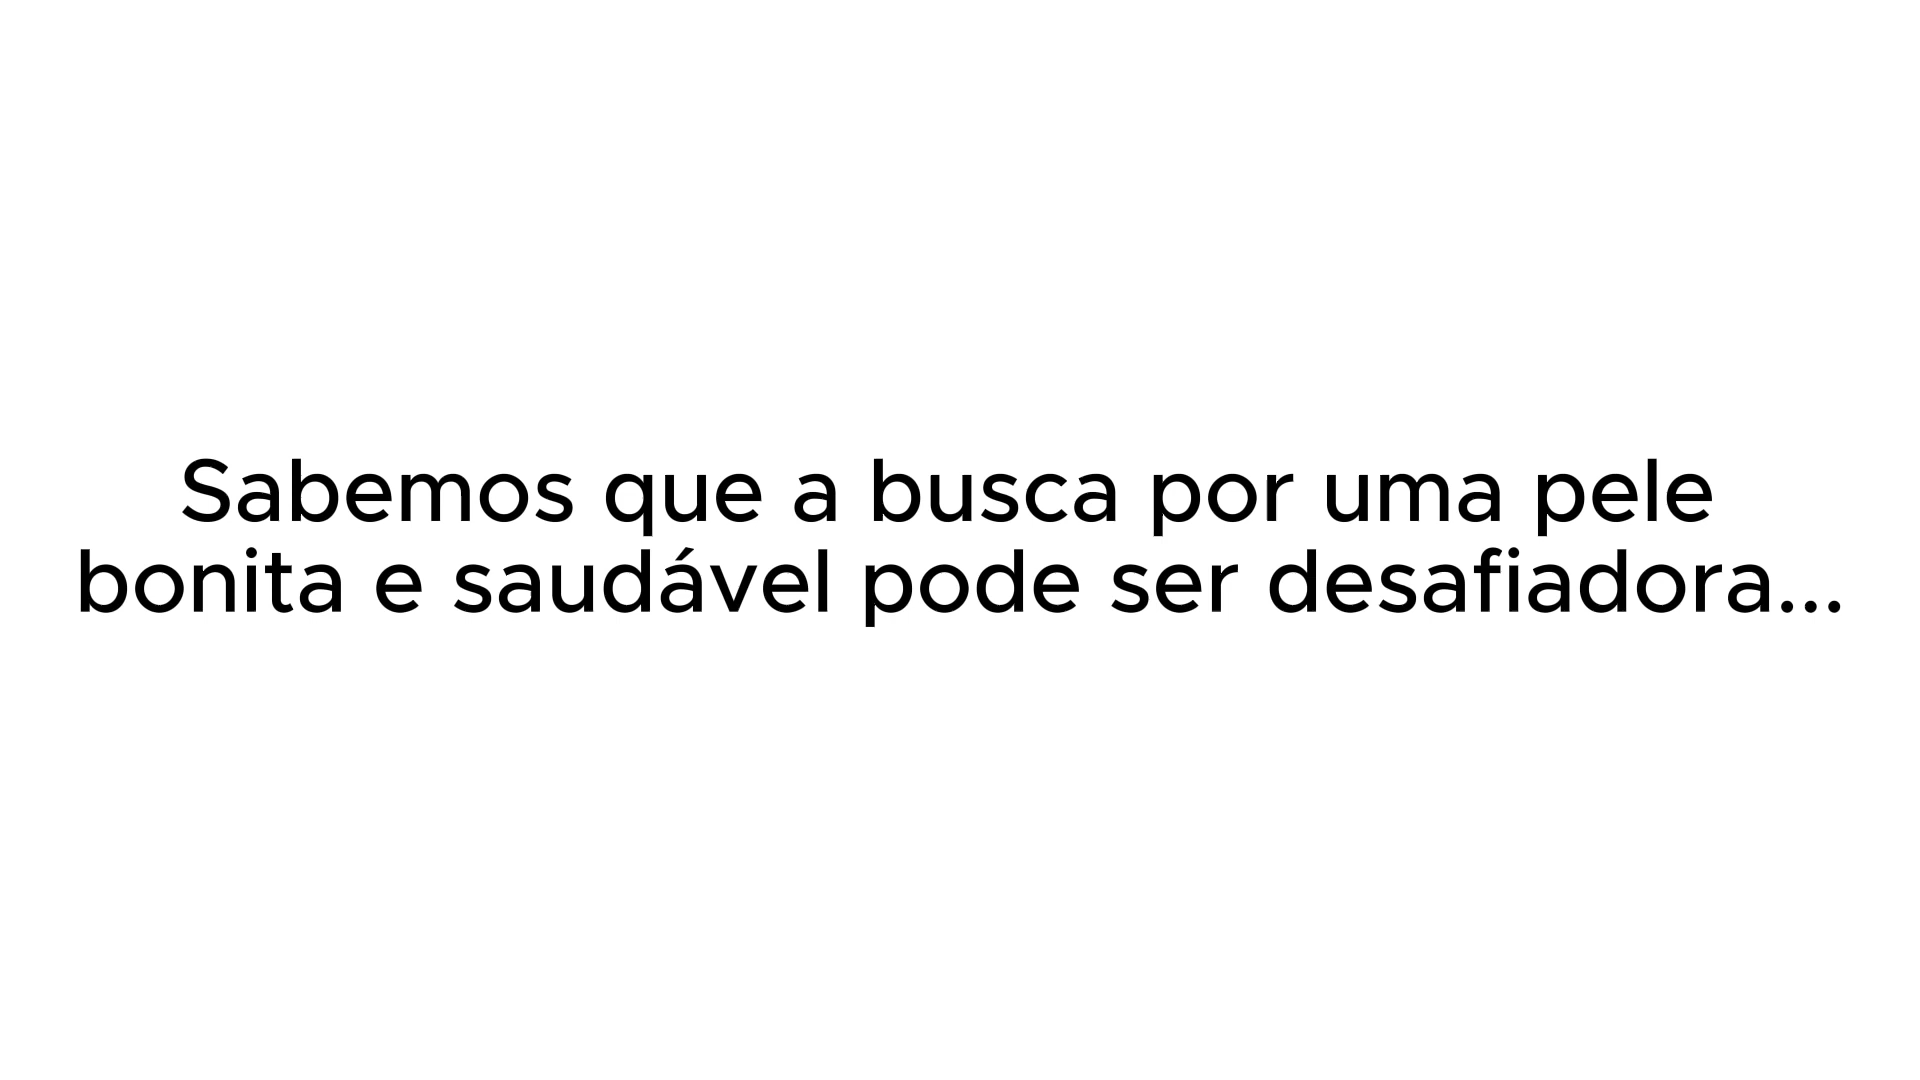 Sabemos que a busca por uma pele
bonita e saudável pode ser desafiadora...